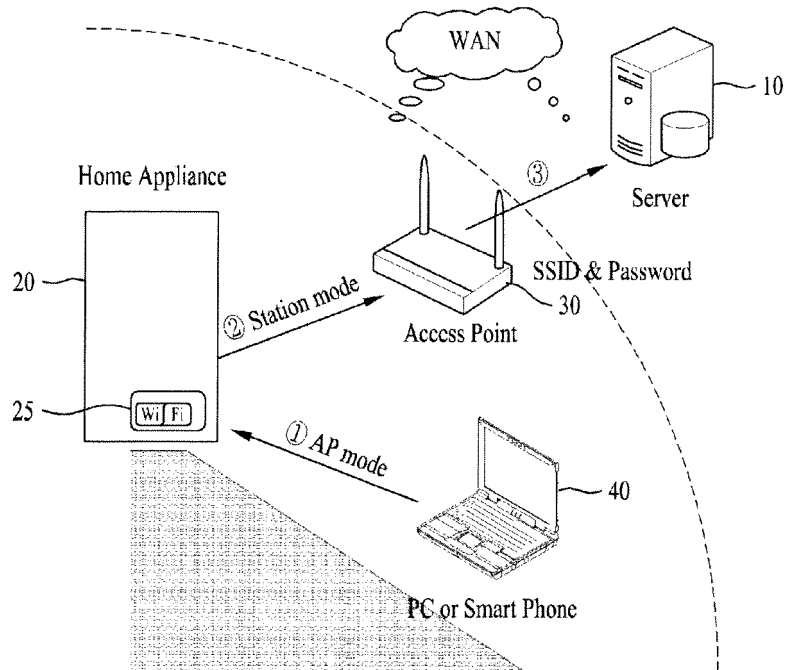 WAN
10
Server
Home Appliance
③
20
SSID & Password
30
② Station mode
Access Point
25
Wi Fi
① AP mode
40
PC or Smart Phone